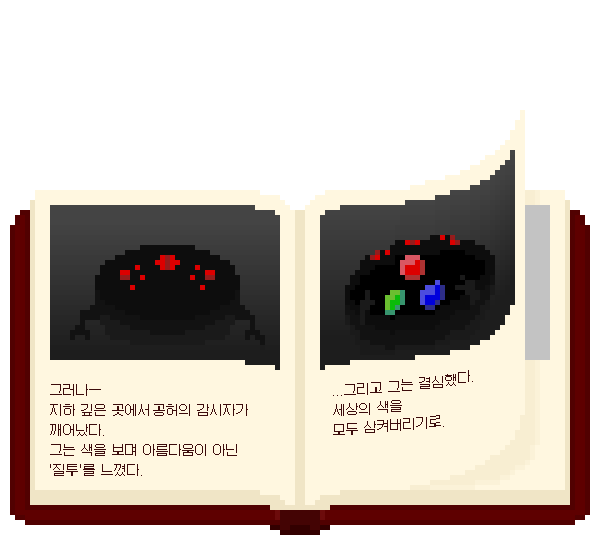 그러나—
지하 깊은 곳에서 공허의 감시자가
깨어났다.
그는 색을 보며 아름다움이 아닌
'질투'를 느꼈다.
...그리고 그는 결심했다.
세상의 색을
모두 삼켜버리기로.